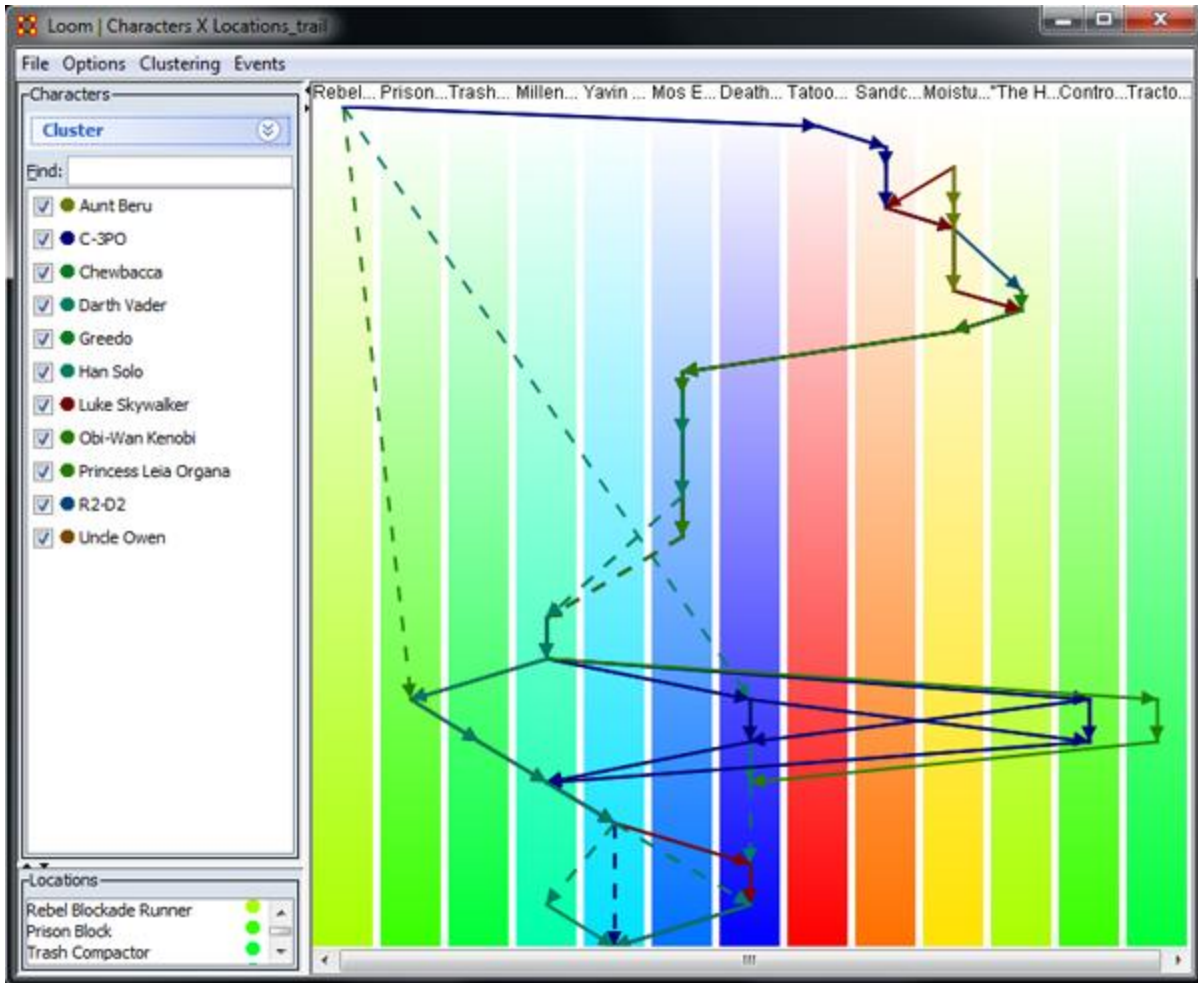 Loom | Characters X Locations_trail
File Options Clustering Events
Characters
Rebel... Prison... Trash... Millen... Yavin ... Mos E... Death... Tatoo... Sandc... Moistu... "The H... Contro... Tracto...
Cluster
Find:
Aunt Beru
C-3PO
Chewbacca
Darth Vader
Greedo
Han Solo
Luke Skywalker
Obi-Wan Kenobi
Princess Leia Organa
R2-D2
Uncle Owen
Locations
Rebel Blockade Runner
Prison Block
Trash Compactor